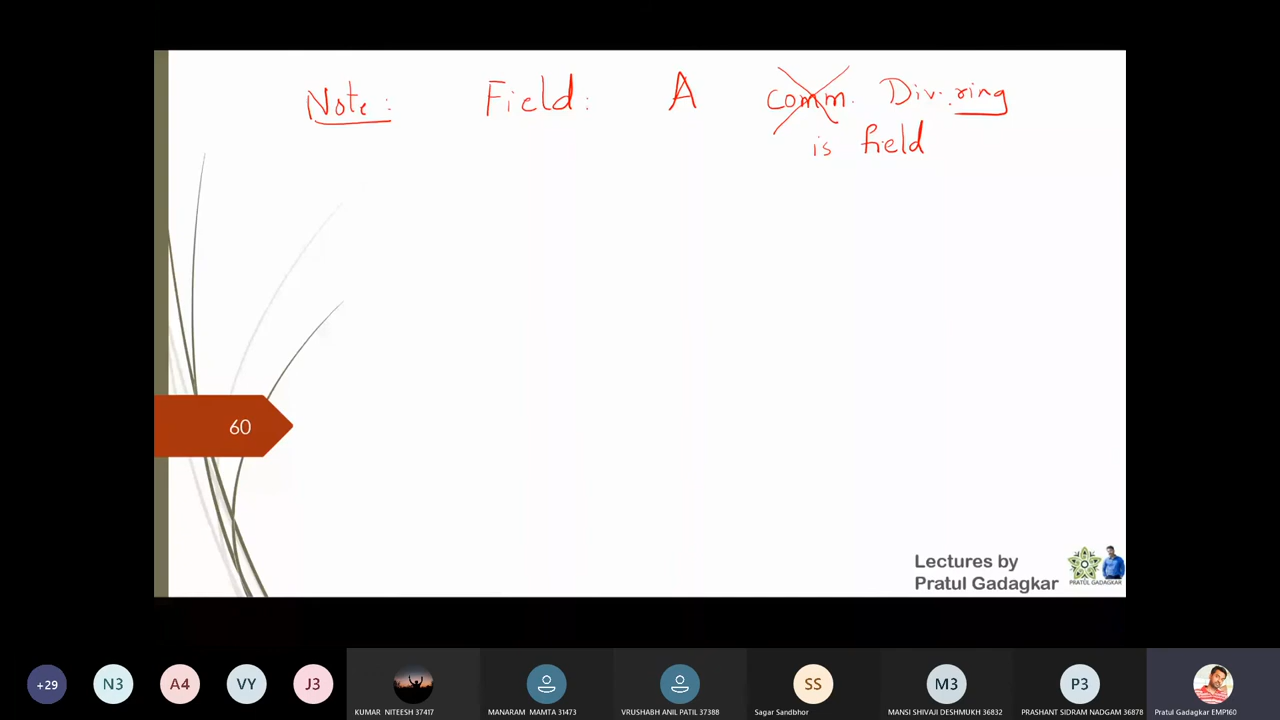 Note: Field: A comm. Div. ring
is field
60
Lectures by
Pratul Gadagkar
PRATUL GADAGKAR
+29 N3 A4 VY J3 SS M3 P3
KUMAR NITEESH 37417 MANARAM MAMTA 31473 VRUSHABH ANIL PATIL 37388 Sagar Sandbhor MANSI SHIVAJI DESHMUKH 36832 PRASHANT SIDRAM NADGAM 36878 Pratul Gadagkar EMP160